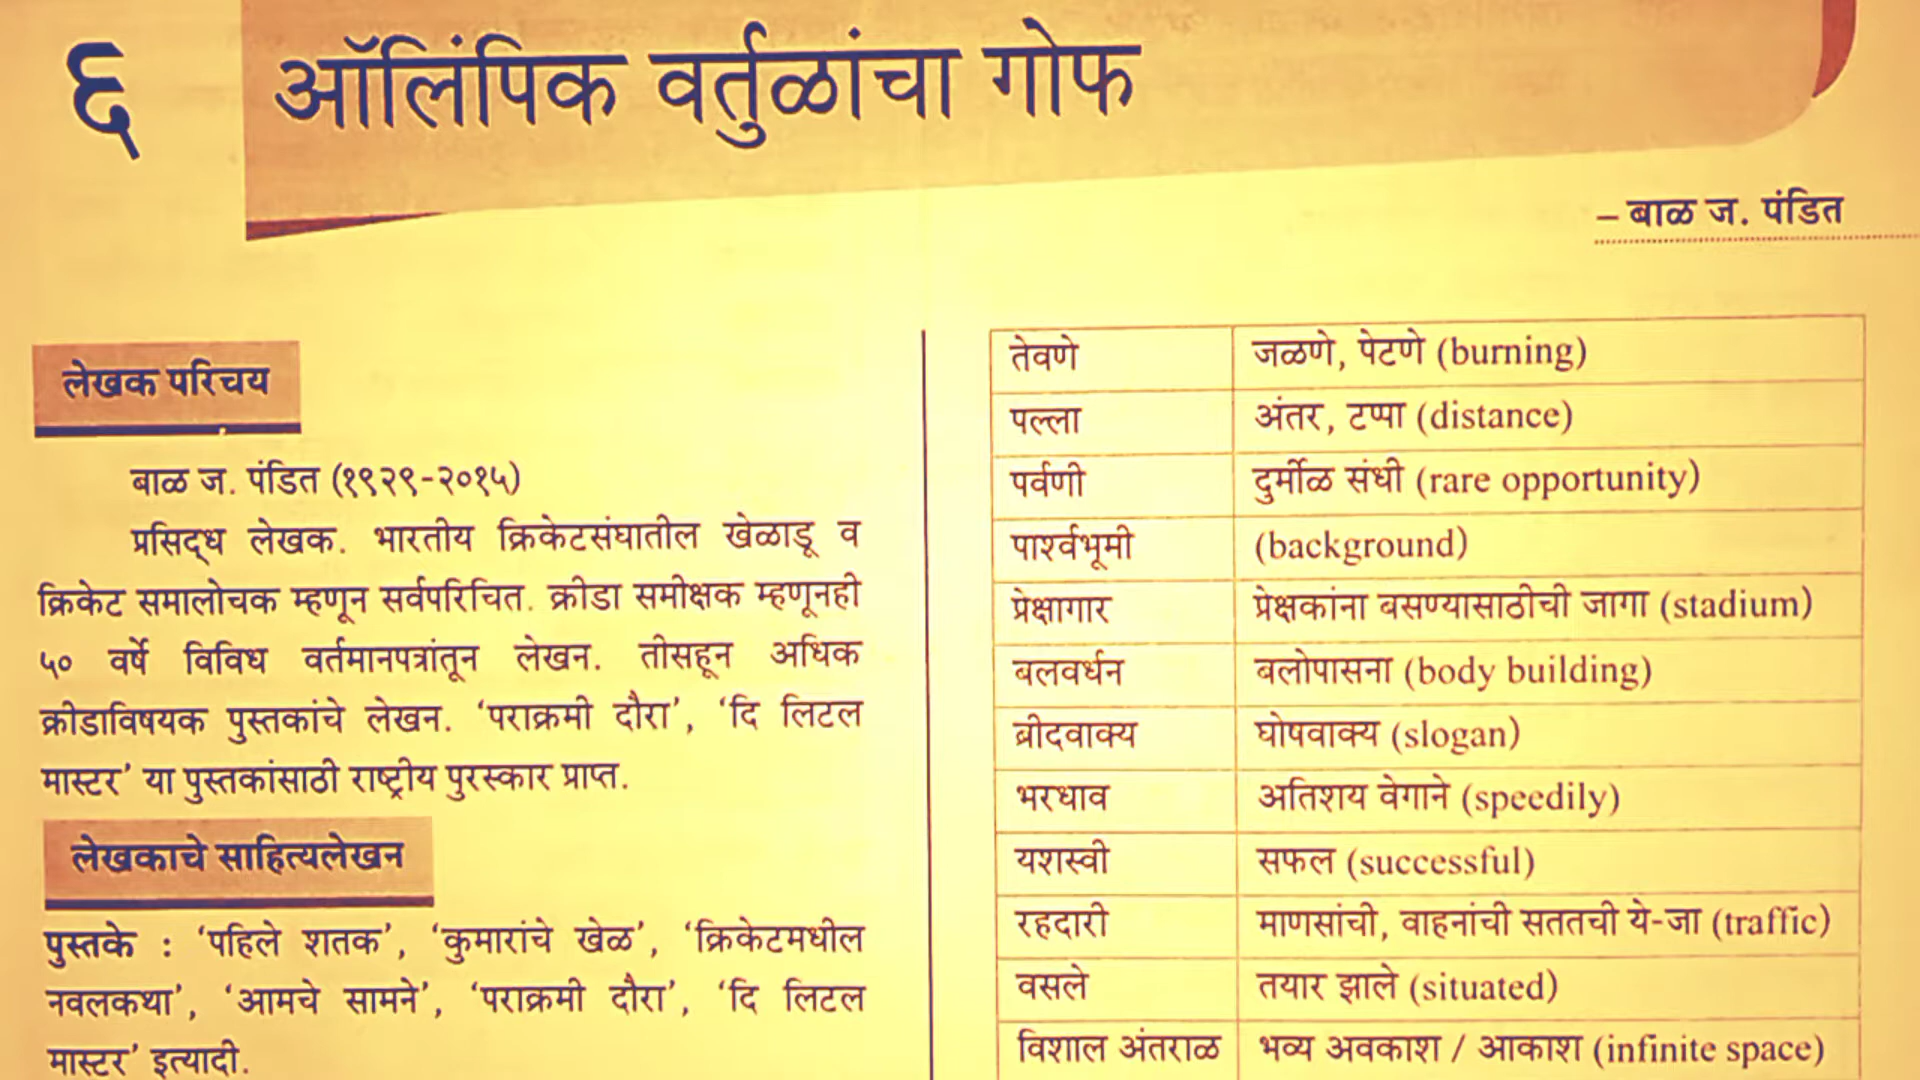 ६ ऑलिंपिक वर्तुळांचा गोफ
– बाळ ज. पंडित
लेखक परिचय
बाळ ज. पंडित (१९२९-२०१५)
प्रसिद्ध लेखक. भारतीय क्रिकेटसंघातील खेळाडू व
क्रिकेट समालोचक म्हणून सर्वपरिचित. क्रीडा समीक्षक म्हणूनही
५० वर्षे विविध वर्तमानपत्रांतून लेखन. तीसहून अधिक
क्रीडाविषयक पुस्तकांचे लेखन. ‘पराक्रमी दौरा’, ‘दि लिटल
मास्टर’ या पुस्तकांसाठी राष्ट्रीय पुरस्कार प्राप्त.
लेखकाचे साहित्यलेखन
पुस्तके : ‘पहिले शतक’, ‘कुमारांचे खेळ’, ‘क्रिकेटमधील
नवलकथा’, ‘आमचे सामने’, ‘पराक्रमी दौरा’, ‘दि लिटल
मास्टर’ इत्यादी.
तेवणे जळणे, पेटणे (burning)
पल्ला अंतर, टप्पा (distance)
पर्वणी दुर्मीळ संधी (rare opportunity)
पार्श्वभूमी (background)
प्रेक्षागार प्रेक्षकांना बसण्यासाठीची जागा (stadium)
बलवर्धन बलोपासना (body building)
ब्रीदवाक्य घोषवाक्य (slogan)
भरधाव अतिशय वेगाने (speedily)
यशस्वी सफल (successful)
रहदारी माणसांची, वाहनांची सततची ये-जा (traffic)
वसले तयार झाले (situated)
विशाल अंतराळ भव्य अवकाश / आकाश (infinite space)